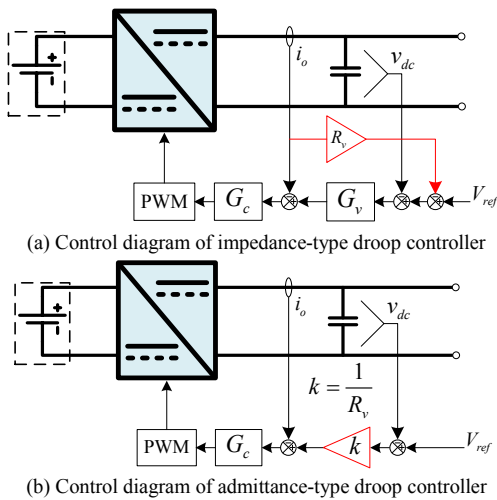 i_o
v_dc
R_v
PWM
G_c
G_v
V_ref
(a) Control diagram of impedance-type droop controller
i_o
v_dc
k = 1/R_v
PWM
G_c
k
V_ref
(b) Control diagram of admittance-type droop controller